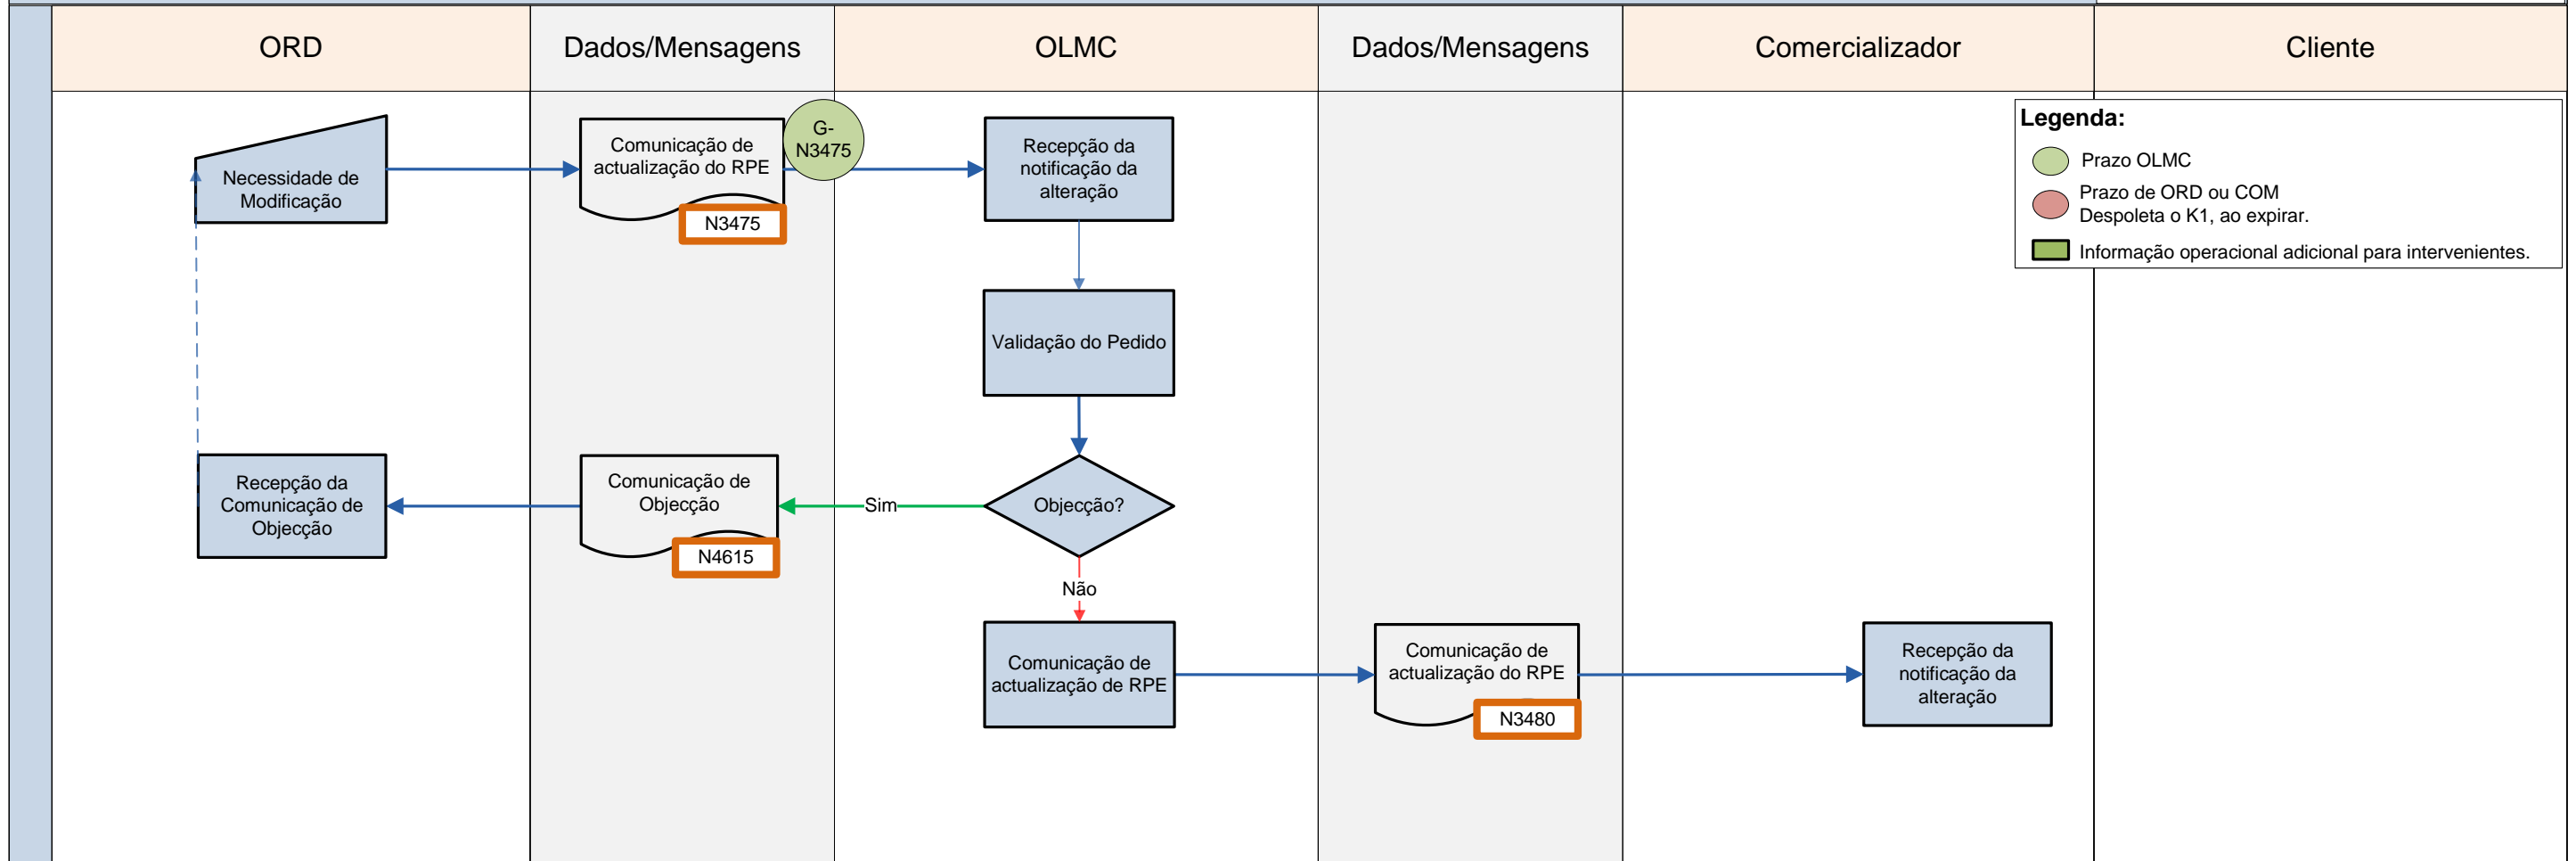 ORD
Dados/Mensagens
OLMC
Dados/Mensagens
Comercializador
Cliente
Necessidade de
Modificação
Comunicação de
actualização do RPE
N3475
G-
N3475
Recepção da
notificação da
alteração
Legenda:
Prazo OLMC
Prazo de ORD ou COM
Despoleta o K1, ao expirar.
Informação operacional adicional para intervenientes.
Validação do Pedido
Recepção da
Comunicação de
Objecção
Comunicação de
Objecção
N4615
Sim
Objecção?
Não
Comunicação de
actualização de RPE
Comunicação de
actualização do RPE
N3480
Recepção da
notificação da
alteração